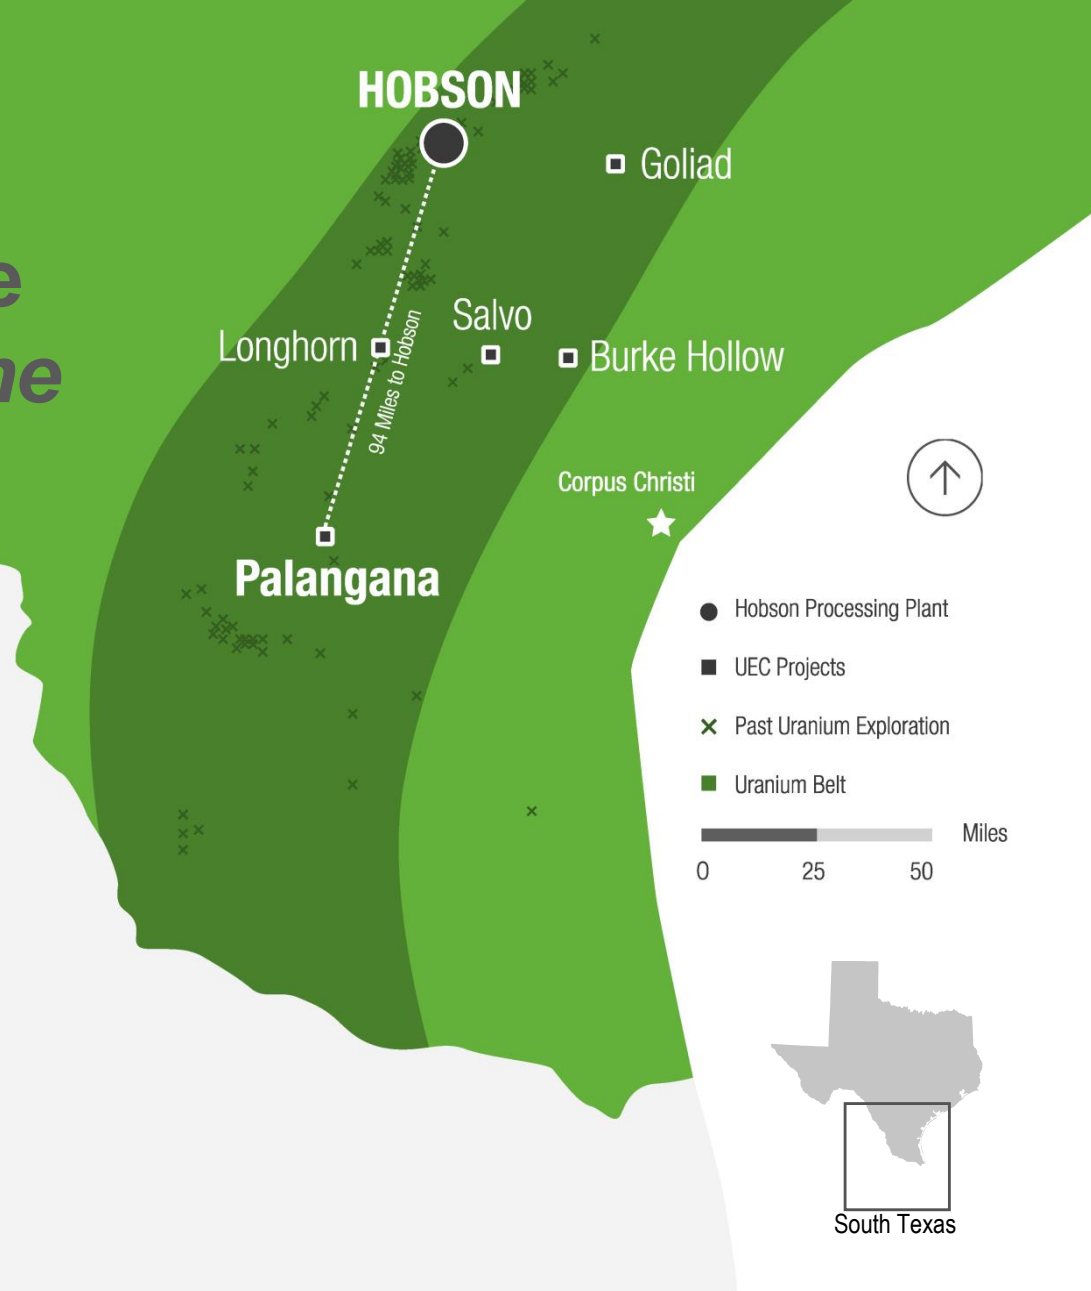 HOBSON
Goliad
Salvo
Longhorn
Burke Hollow
94 Miles to Hobson
Corpus Christi
Palangana
Hobson Processing Plant
UEC Projects
Past Uranium Exploration
Uranium Belt
Miles
0 25 50
South Texas